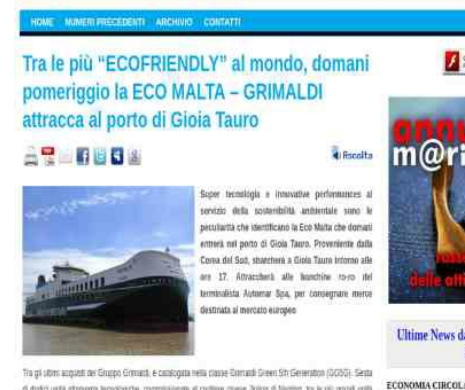 HOME NUMERI PRECEDENTI ARCHIVIO CONTATTI
Tra le più “ECOFRIENDLY” al mondo, domani
pomeriggio la ECO MALTA – GRIMALDI
attracca al porto di Gioia Tauro
Ascolta
Super tecnologia e innovative performances al
servizio della sostenibilità ambientale sono le
peculiarità che identificano la Eco Malta che domani
entrerà nel porto di Gioia Tauro. Proveniente dalla
Corea del Sud, sbarcherà a Gioia Tauro intorno alle
ore 17. Attraccherà alle banchine ro-ro del
terminalista Automar Spa, per consegnare merce
destinata al mercato europeo
m@ri
delle atti
Ultime News da
Tra gli ultimi acquisti del Gruppo Grimaldi, è catalogata nella classe Grimaldi Green 5th Generation (GG5G). Sesta
ECONOMIA CIRCOL